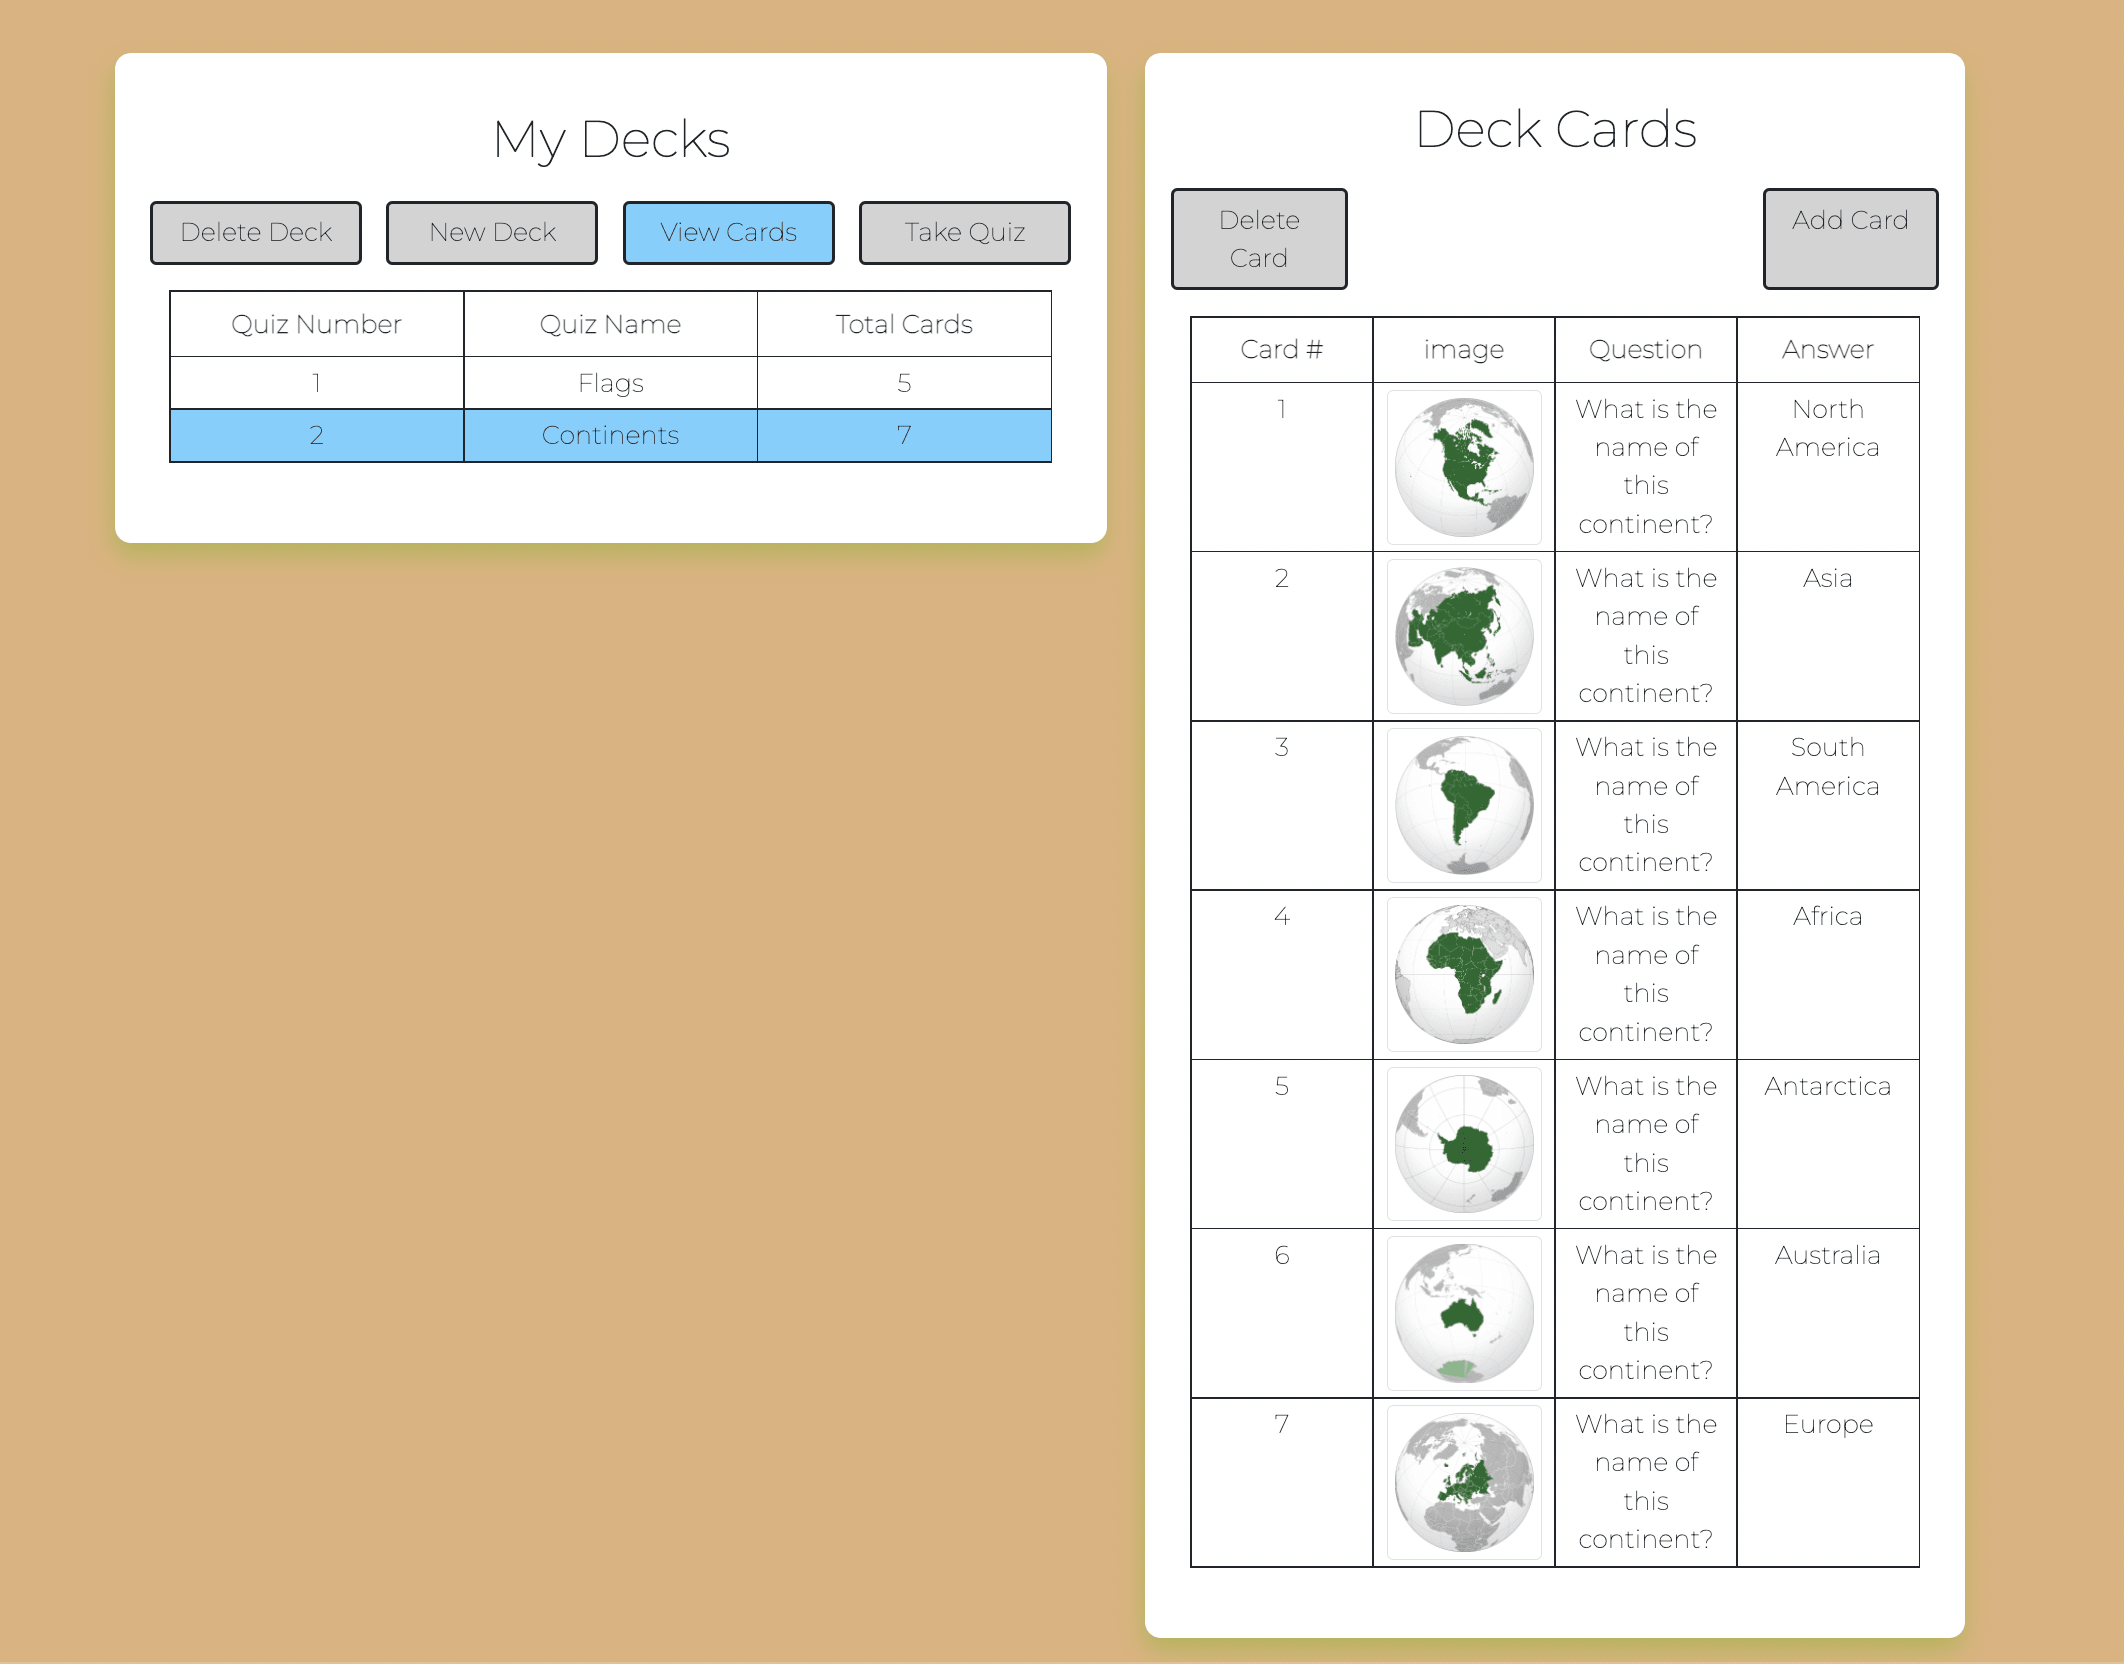 My Decks
Delete Deck
New Deck
View Cards
Take Quiz
Quiz Number
Quiz Name
Total Cards
1
Flags
5
2
Continents
7
Deck Cards
Delete
Card
Add Card
Card #
image
Question
Answer
1
What is the
name of
this
continent?
North
America
2
What is the
name of
this
continent?
Asia
3
What is the
name of
this
continent?
South
America
4
What is the
name of
this
continent?
Africa
5
What is the
name of
this
continent?
Antarctica
6
What is the
name of
this
continent?
Australia
7
What is the
name of
this
continent?
Europe